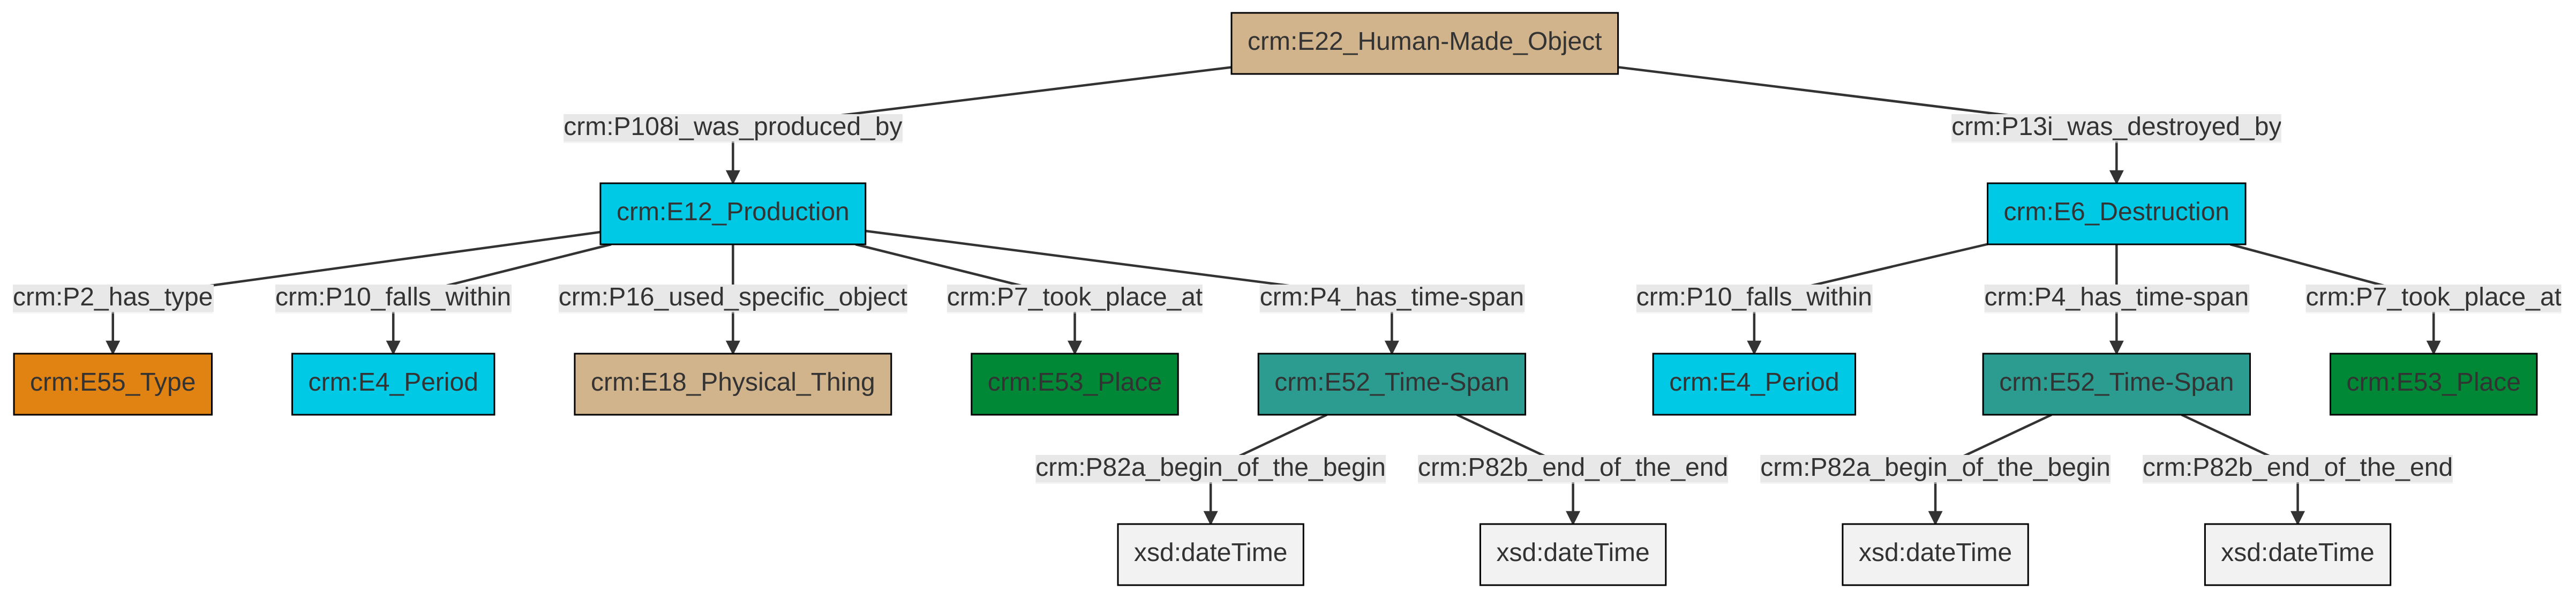 crm:E22_Human-Made_Object
crm:P108i_was_produced_by
crm:P13i_was_destroyed_by
crm:E12_Production
crm:E6_Destruction
crm:P2_has_type
crm:P10_falls_within
crm:P16_used_specific_object
crm:P7_took_place_at
crm:P4_has_time-span
crm:P10_falls_within
crm:P4_has_time-span
crm:P7_took_place_at
crm:E55_Type
crm:E4_Period
crm:E18_Physical_Thing
crm:E53_Place
crm:E52_Time-Span
crm:E4_Period
crm:E52_Time-Span
crm:E53_Place
crm:P82a_begin_of_the_begin
crm:P82b_end_of_the_end
crm:P82a_begin_of_the_begin
crm:P82b_end_of_the_end
xsd:dateTime
xsd:dateTime
xsd:dateTime
xsd:dateTime